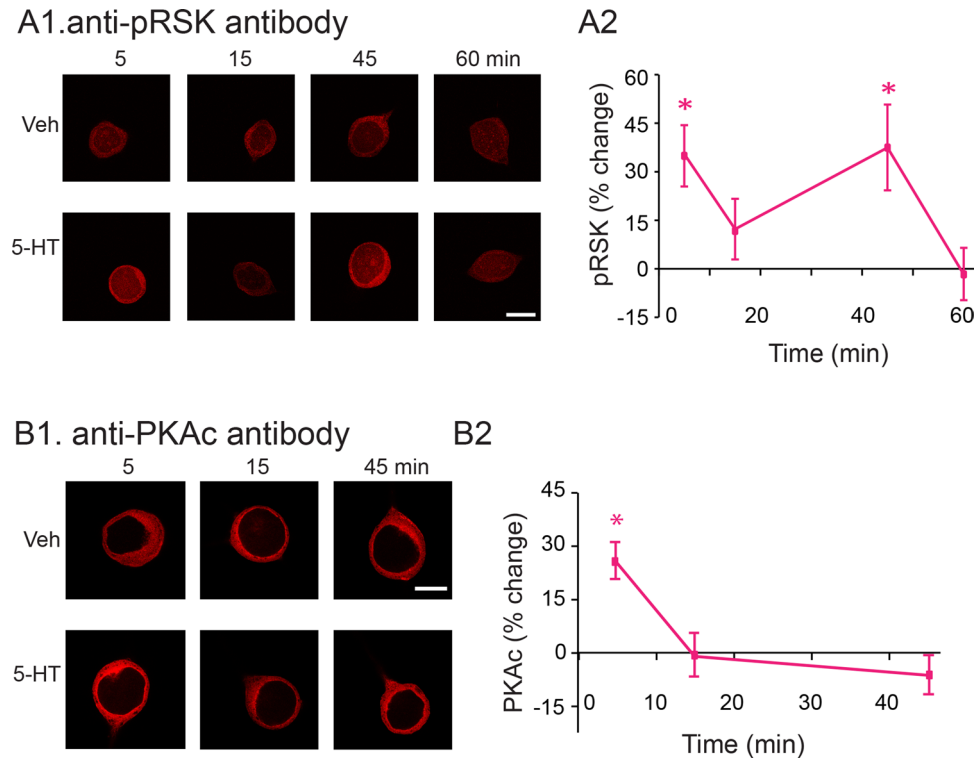 A1.anti-pRSK antibody
5 15 45 60 min
Veh
5-HT
A2
60
45
30
15
0
-15
pRSK (% change)
*
*
0 20 40 60
Time (min)
B1. anti-PKAc antibody
5 15 45 min
Veh
5-HT
B2
45
30
15
0
-15
PKAc (% change)
*
0 10 20 30 40
Time (min)